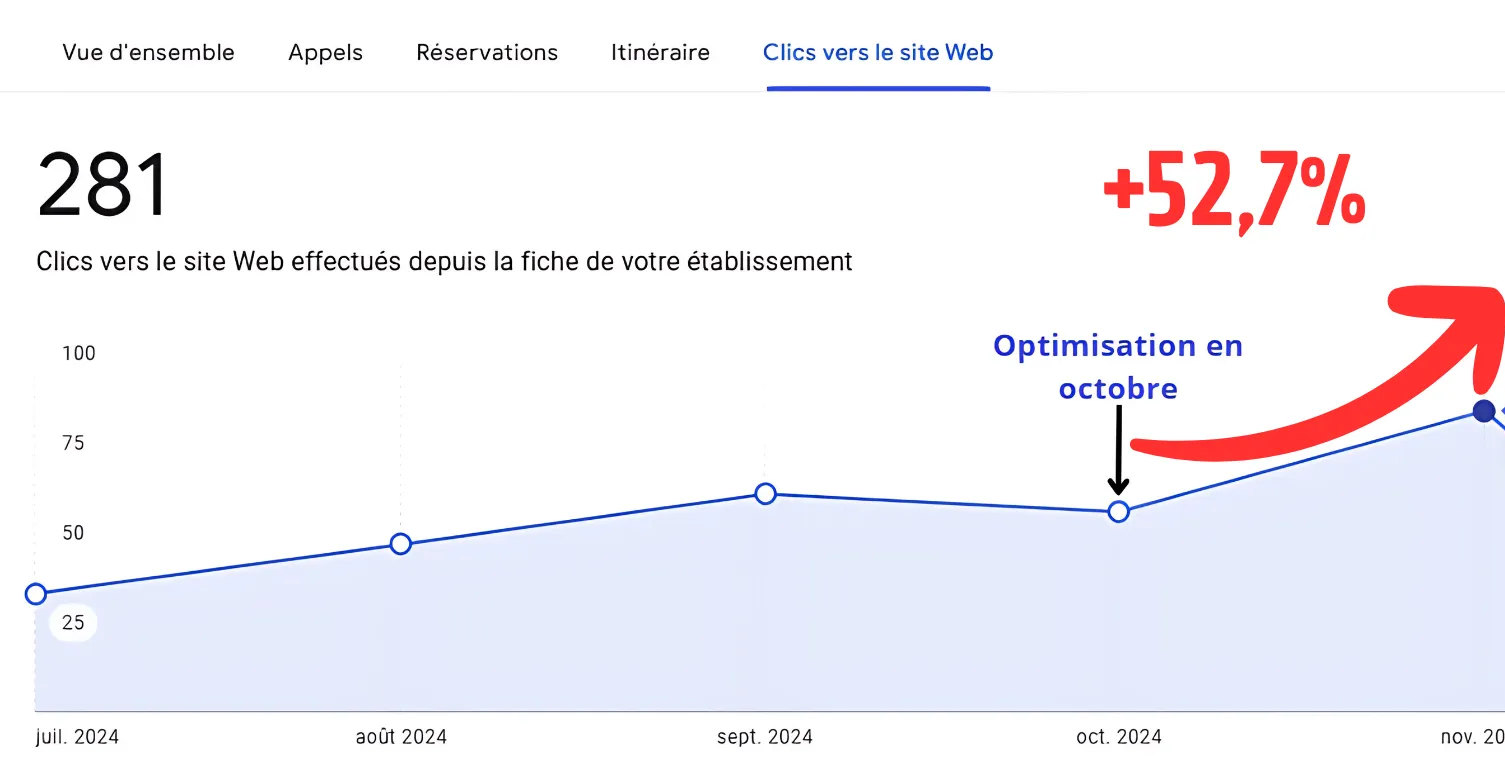 Vue d'ensemble Appels Réservations Itinéraire Clics vers le site Web
281
+52,7%
Clics vers le site Web effectués depuis la fiche de votre établissement
Optimisation en
octobre
100
75
50
25
juil. 2024 août 2024 sept. 2024 oct. 2024 nov. 20